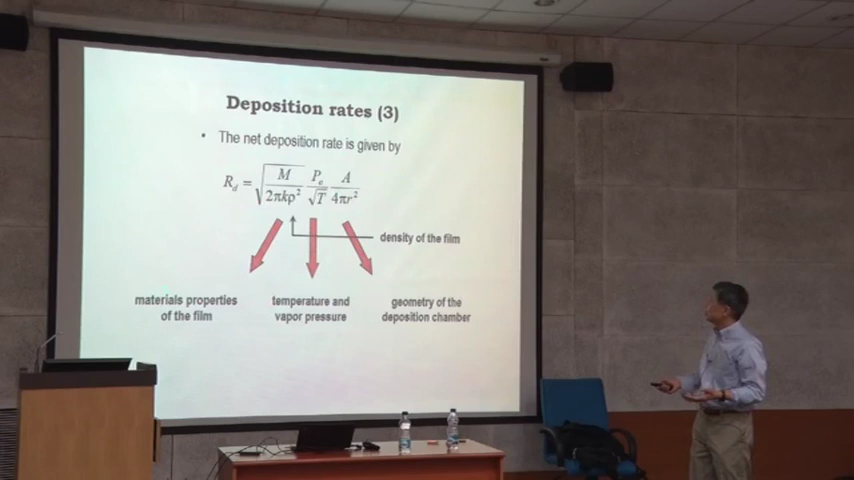 Deposition rates (3)
• The net deposition rate is given by
R_d = √(M / 2πkρ²) P_e / √T A / 4πr²
density of the film
materials properties of the film
temperature and vapor pressure
geometry of the deposition chamber